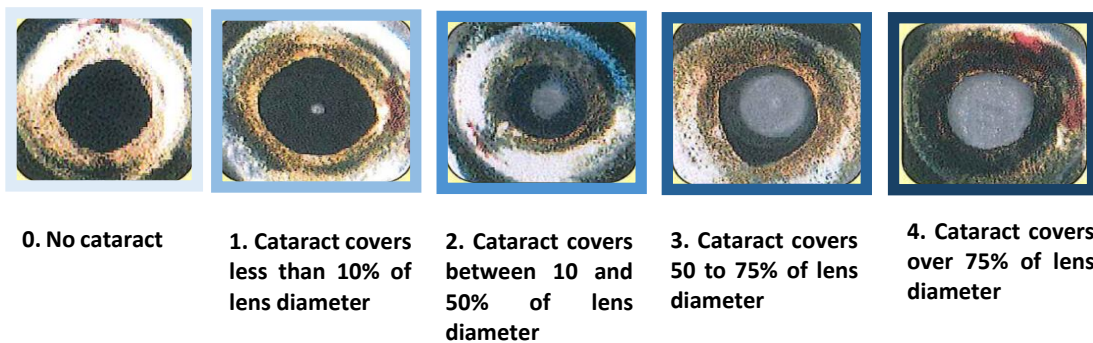 0. No cataract
1. Cataract covers
less than 10% of
lens diameter
2. Cataract covers
between 10 and
50% of lens
diameter
3. Cataract covers
50 to 75% of lens
diameter
4. Cataract covers
over 75% of lens
diameter